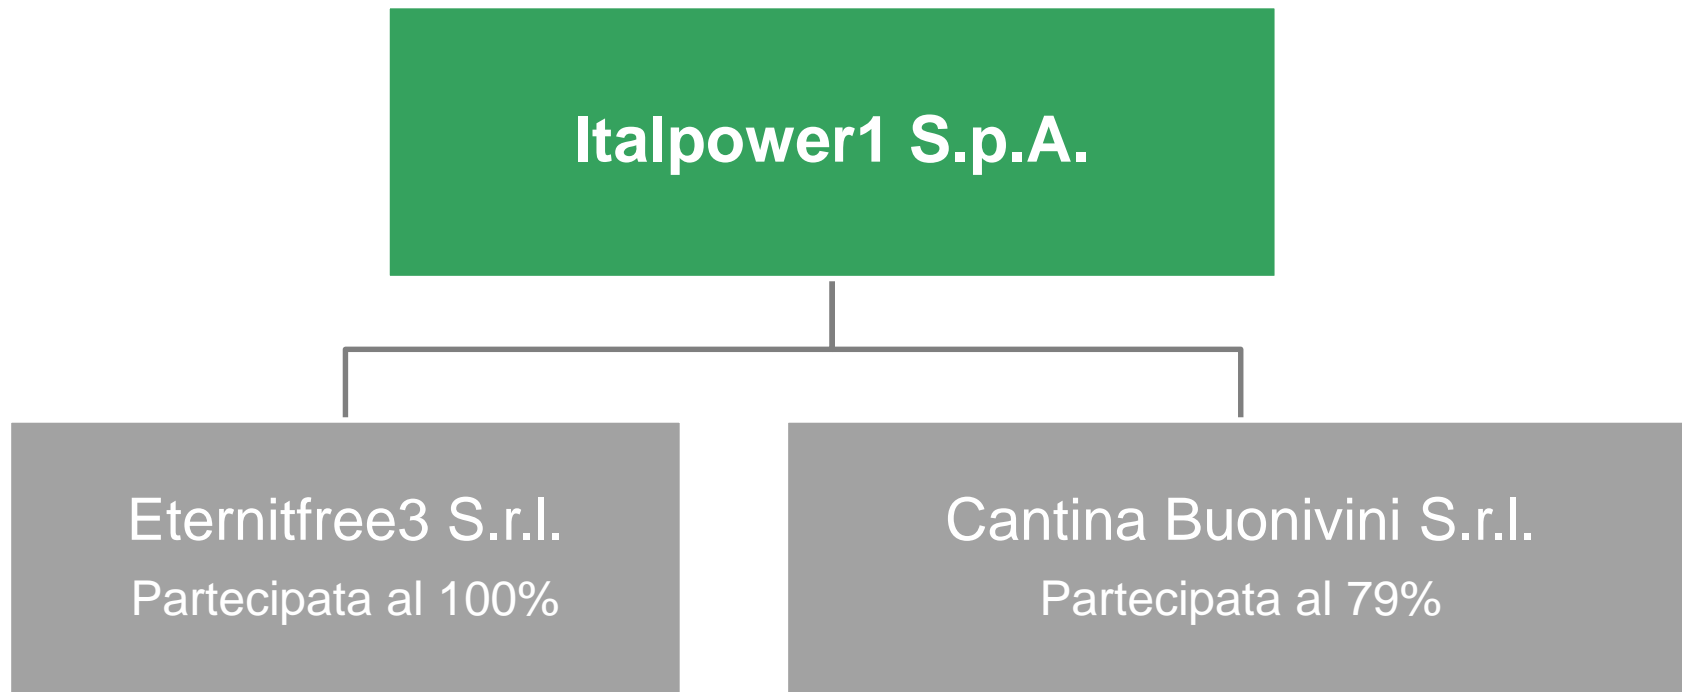 Italpower1 S.p.A.
Eternitfree3 S.r.l.
Partecipata al 100%
Cantina Buonivini S.r.l.
Partecipata al 79%